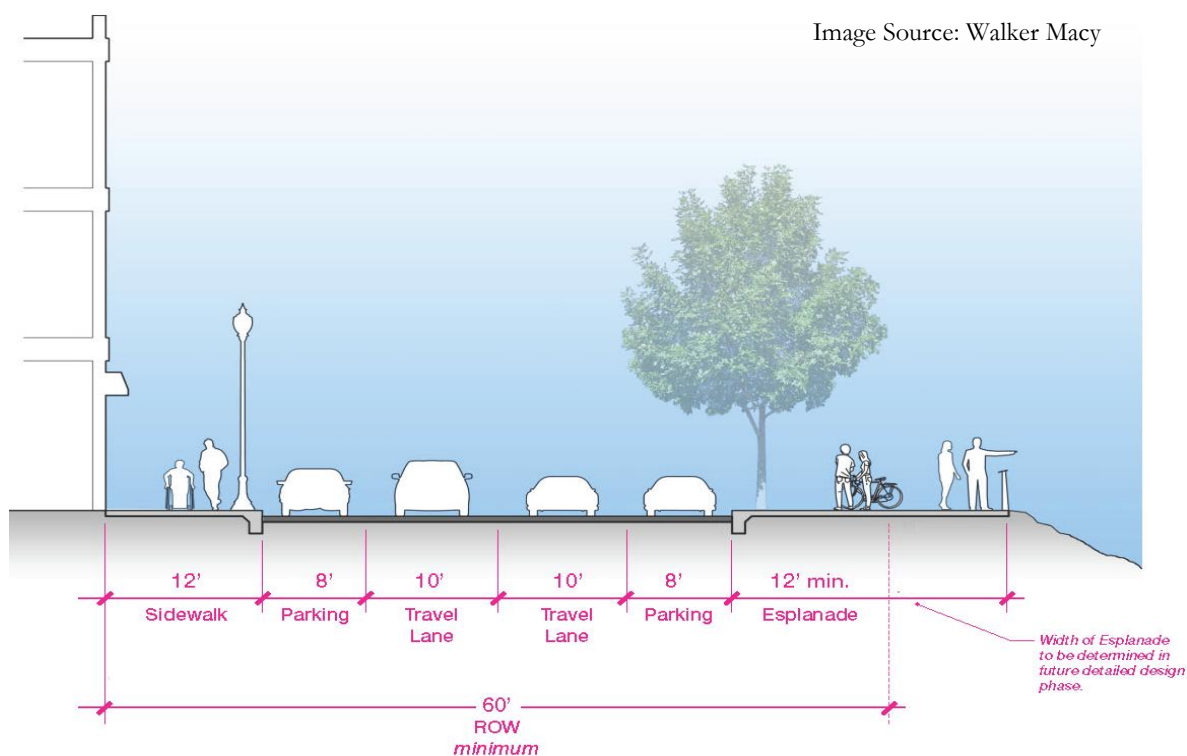 Image Source: Walker Macy
12’
8’
10’
10’
8’
12’ min.
Sidewalk
Parking
Travel
Lane
Travel
Lane
Parking
Esplanade
Width of Esplanade
to be determined in
future detailed design
phase.
60’
ROW
minimum